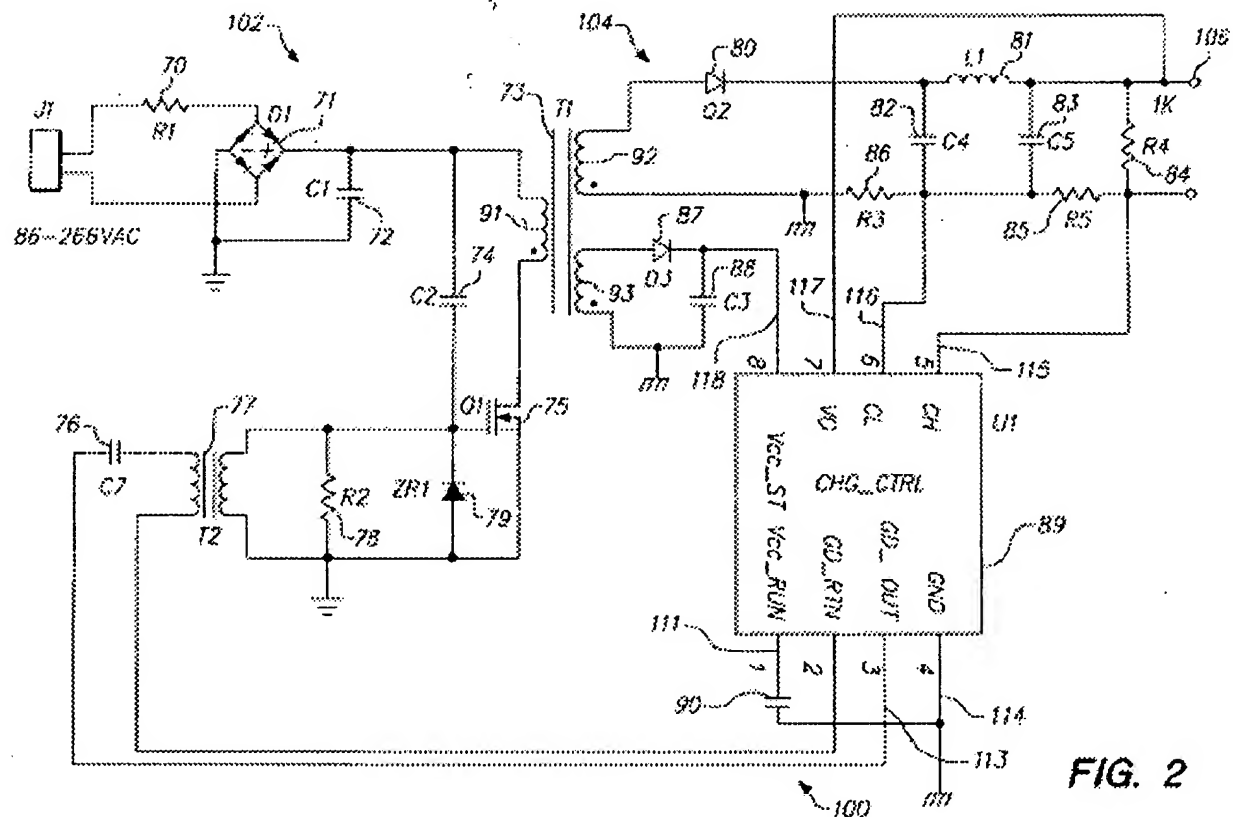 102
104
80
106
70
J1
R1
D1
71
73
T1
Q2
L1
81
1K
82
C4
83
C5
R4
84
- +
92
86
R3
85
R5
C1
72
91
86-268VAC
87
74
C2
93
D3
88
C3
117
116
118
115
8
7
6
5
Q1
75
Vcc_ST
VO
CL
CH
U1
76
77
C7
T2
R2
78
ZR1
79
CHG_CTRL
89
Vcc_RUN
GD_RTN
GD_OUT
GND
111
1
2
3
4
90
114
113
100
FIG. 2